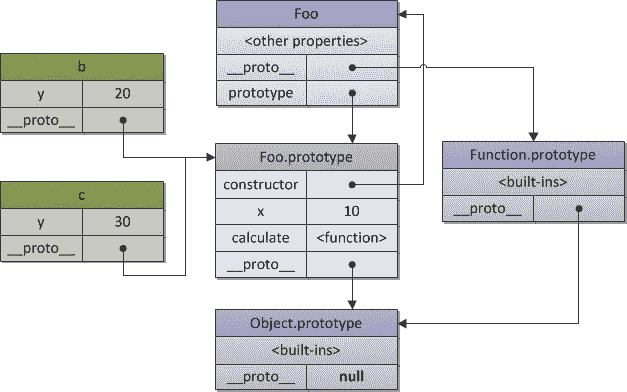 Foo
<other properties>
__proto__
prototype
b
y 20
__proto__
c
y 30
__proto__
Foo.prototype
constructor
x 10
calculate <function>
__proto__
Function.prototype
<built-ins>
__proto__
Object.prototype
<built-ins>
__proto__ null